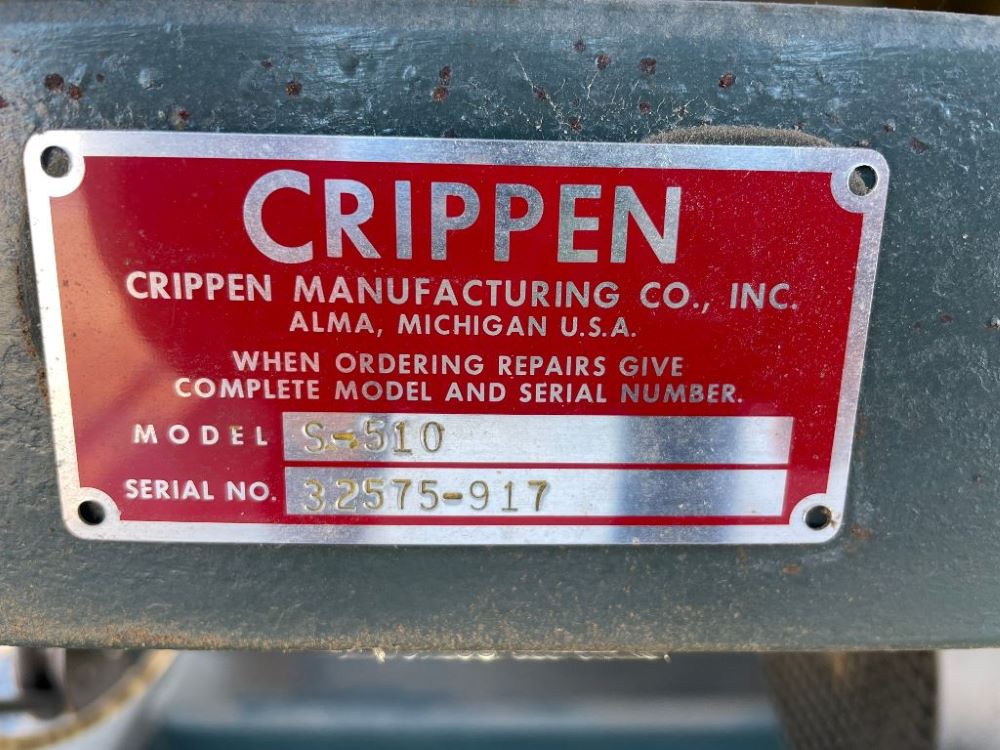 CRIPPEN
CRIPPEN MANUFACTURING CO., INC.
ALMA, MICHIGAN U.S.A.
WHEN ORDERING REPAIRS GIVE
COMPLETE MODEL AND SERIAL NUMBER.
MODEL S-510
SERIAL NO. 32575-917